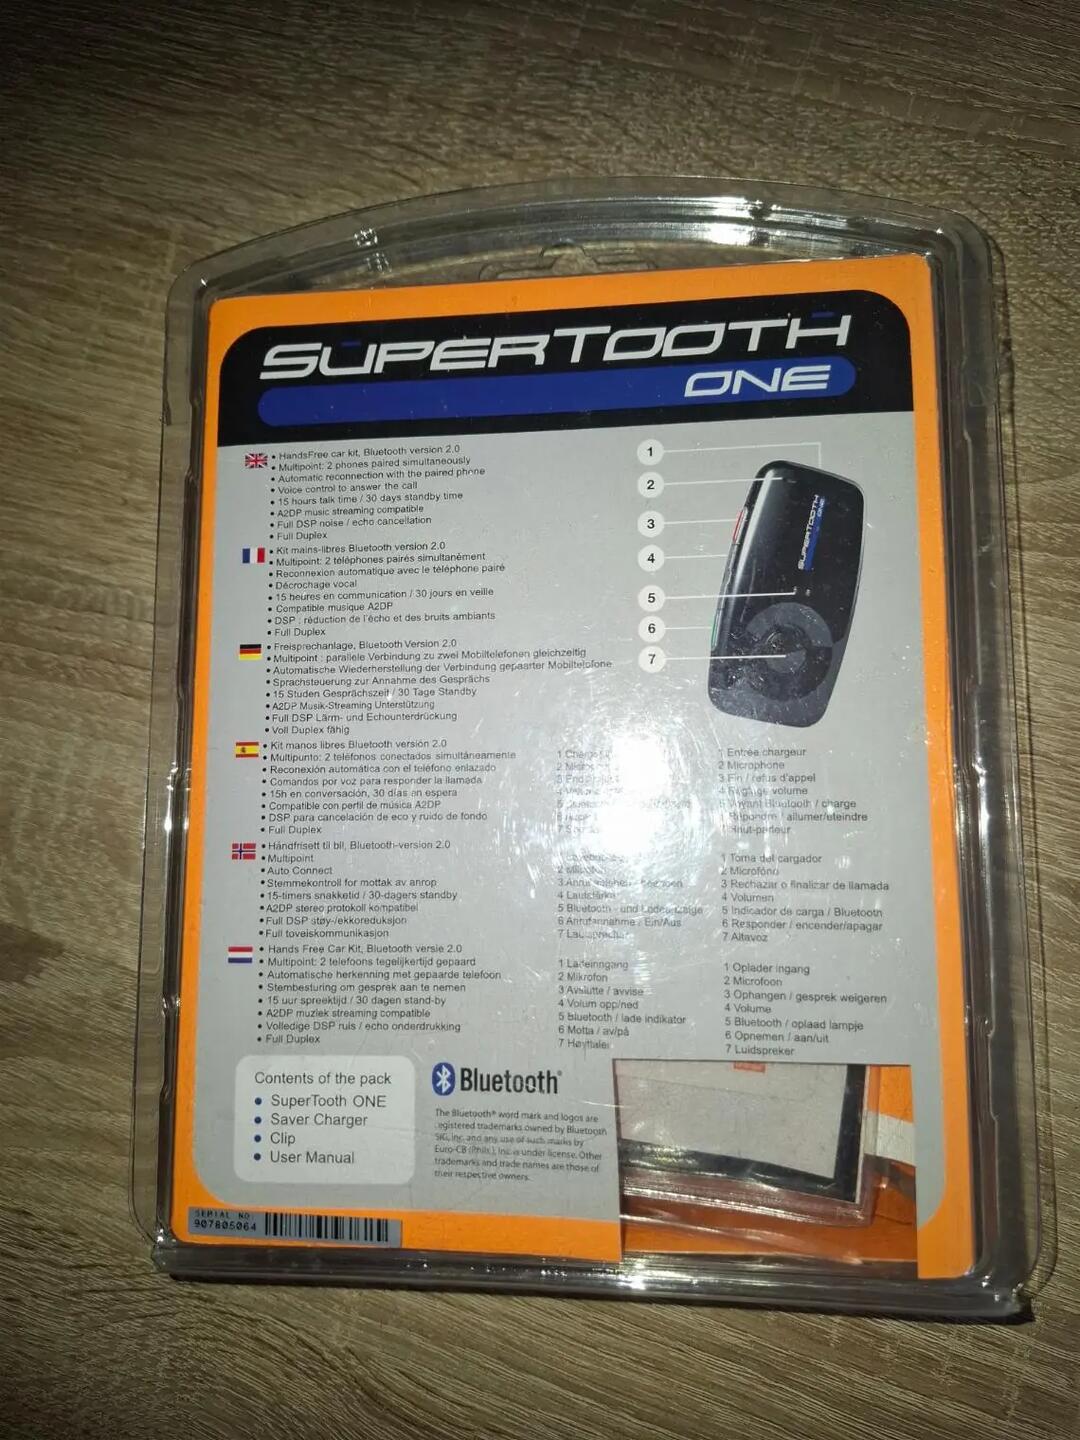 SUPERTOOTH
ONE
• HandsFree car kit, Bluetooth version 2.0
• Multipoint: 2 phones paired simultaneously
• Automatic reconnection with the paired phone
• Voice control to answer the call
• 15 hours talk time / 30 days standby time
• A2DP music streaming compatible
• Full DSP noise / echo cancellation
• Full Duplex
• Kit mains-libres Bluetooth version 2.0
• Multipoint: 2 téléphones pairés simultanément
• Reconnexion automatique avec le téléphone pairé
• Décrochage vocal
• 15 heures en communication / 30 jours en veille
• Compatible musique A2DP
• DSP : réduction de l'écho et des bruits ambiants
• Full Duplex
• Freisprechanlage, Bluetooth Version 2.0
• Multipoint : parallele Verbindung zu zwei Mobiltelefonen gleichzeitig
• Automatische Wiederherstellung der Verbindung gepaarter Mobiltelefone
• Sprachsteuerung zur Annahme des Gesprächs
• 15 Studen Gesprächszeit / 30 Tage Standby
• A2DP Musik-Streaming Unterstützung
• Full DSP Lärm- und Echounterdrückung
• Voll Duplex fähig
• Kit manos libres Bluetooth versión 2.0
• Multipunto: 2 teléfonos conectados simultáneamente
• Reconexión automática con el teléfono enlazado
• Comandos por voz para responder la llamada
• 15h en conversación, 30 días en espera
• Compatible con perfil de música A2DP
• DSP para cancelación de eco y ruido de fondo
• Full Duplex
• Håndfrisett til bil, Bluetooth-version 2.0
• Multipoint
• Auto Connect
• Stemmekontroll for mottak av anrop
• 15-timers snakketid / 30-dagers standby
• A2DP stereo protokoll kompatibel
• Full DSP støy-/ekkoreduksjon
• Full toveiskommunikasjon
• Hands Free Car Kit, Bluetooth versie 2.0
• Multipoint: 2 telefoons tegelijkertijd gepaard
• Automatische herkenning met gepaarde telefoon
• Stembesturing om gesprek aan te nemen
• 15 uur spreektijd / 30 dagen stand-by
• A2DP muziek streaming compatible
• Volledige DSP ruis / echo onderdrukking
• Full Duplex
1
2
3
4
5
6
7
SUPERTOOTH
ONE
1
2
3
4
5
6
7
1 Entrée chargeur
2 Microphone
3 Fin / refus d'appel
4 Réglage volume
5 Voyant Bluetooth / charge
6 Répondre / allumer/eteindre
7 Haut-parleur
2 Mikrofon
4 Lautstärke
5 Bluetooth - und Ladeanzeige
6 Anrufannahme / Ein/Aus
7 Lautsprecher
1 Toma del cargador
2 Microfóno
3 Rechazar o finalizar de llamada
4 Volumen
5 Indicador de carga / Bluetooth
6 Responder / encender/apagar
7 Altavoz
1 Ladeinngang
2 Mikrofon
3 Avslutte / avvise
4 Volum opp/ned
5 bluetooth / lade indikator
6 Motta / av/på
7 Høyttaler
1 Oplader ingang
2 Microfoon
3 Ophangen / gesprek weigeren
4 Volume
5 Bluetooth / oplaad lampje
6 Opnemen / aan/uit
7 Luidspreker
Contents of the pack
• SuperTooth ONE
• Saver Charger
• Clip
• User Manual
Bluetooth®
The Bluetooth® word mark and logos are
registered trademarks owned by Bluetooth
SIG, Inc. and any use of such marks by
Euro-CB (Phils.), Inc. is under license. Other
trademarks and trade names are those of
their respective owners.
SERIAL NO
907805064